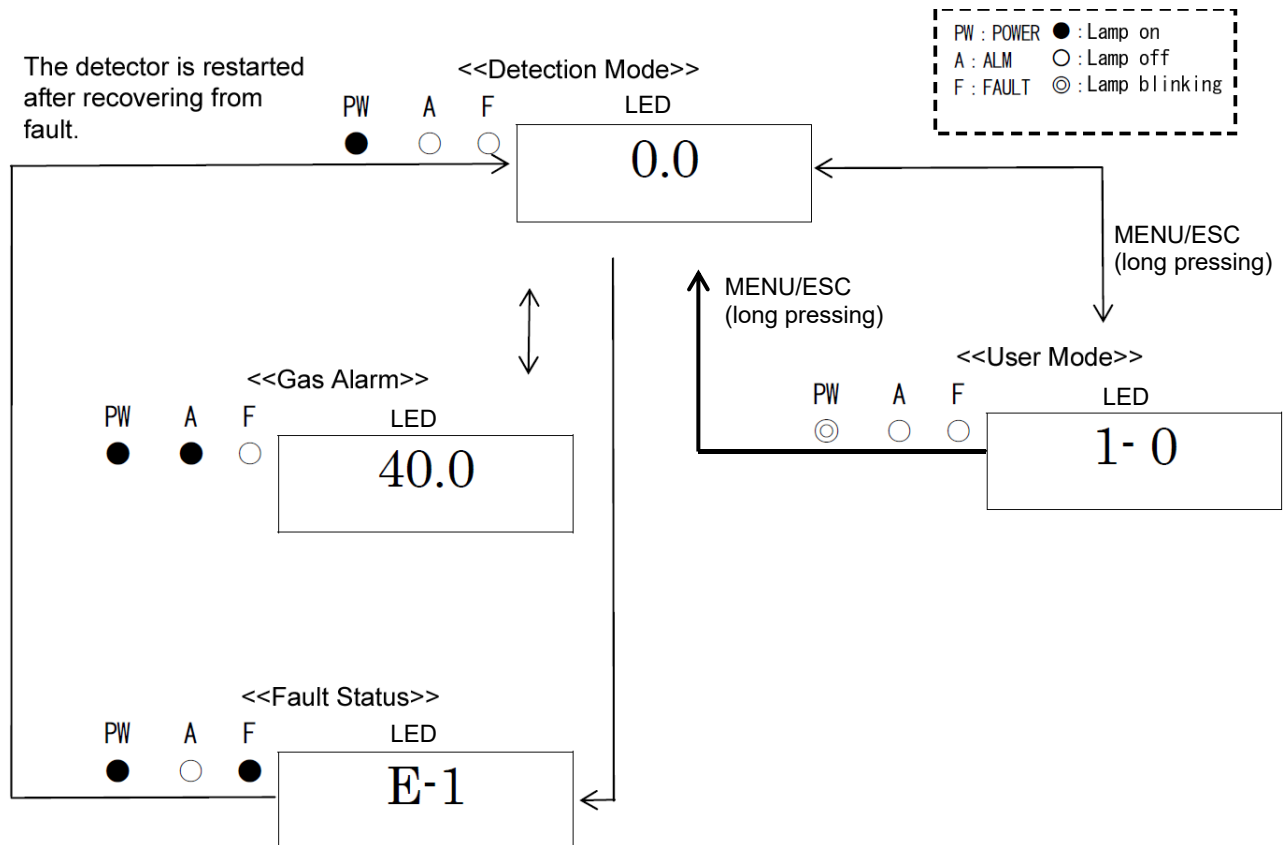 PW : POWER ● : Lamp on
A : ALM ○ : Lamp off
F : FAULT ◎ : Lamp blinking
The detector is restarted
after recovering from
fault.
<<Detection Mode>>
PW A F LED
● ○ ○
0.0
MENU/ESC
(long pressing)
MENU/ESC
(long pressing)
<<User Mode>>
PW A F LED
◎ ○ ○
1- 0
<<Gas Alarm>>
PW A F LED
● ● ○
40.0
<<Fault Status>>
PW A F LED
● ○ ●
E-1